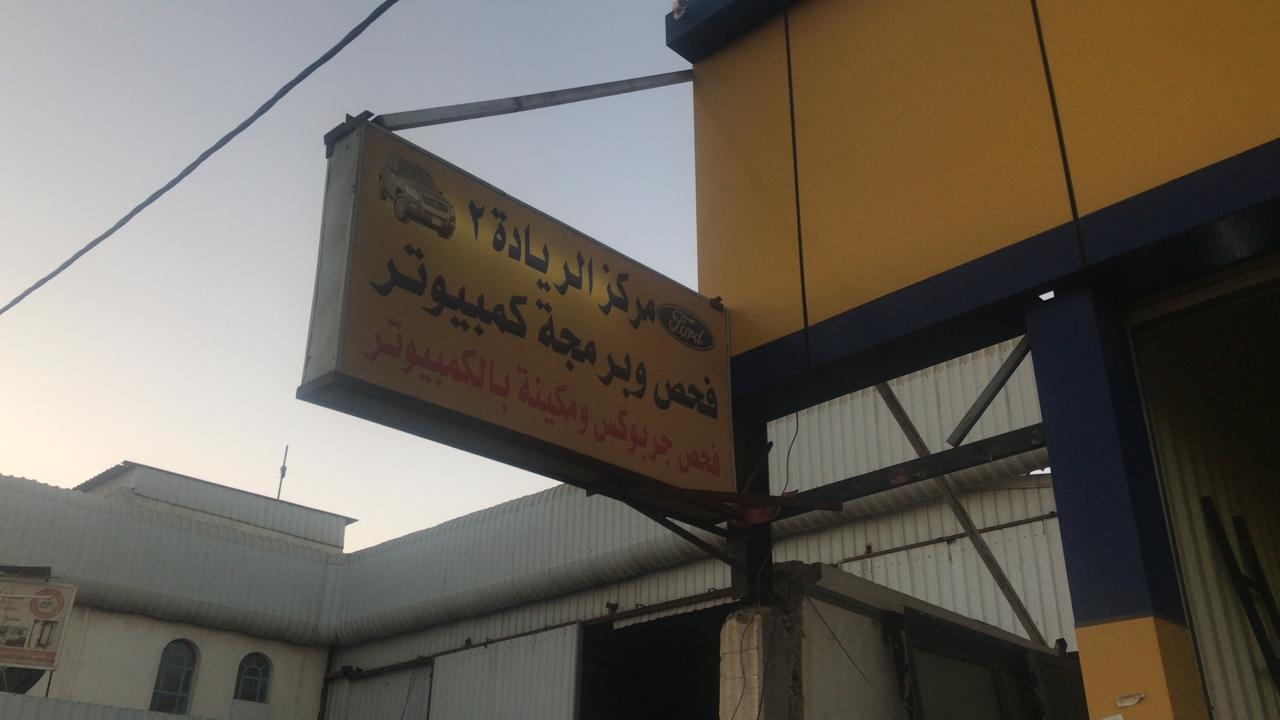 مركز الريادة ٢
Ford
فحص وبرمجة كمبيوتر
فحص جربوكس ومكينة بالكمبيوتر